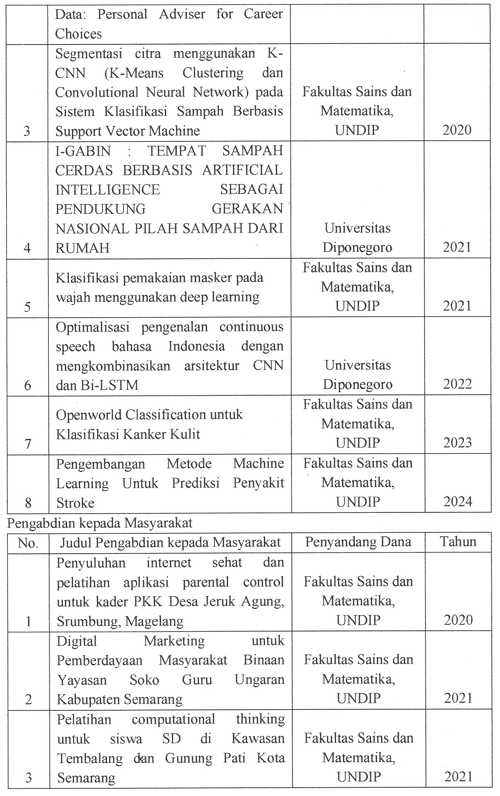 Data: Personal Adviser for Career
Choices
Segmentasi citra menggunakan K-
CNN (K-Means Clustering dan
Convolutional Neural Network) pada
Sistem Klasifikasi Sampah Berbasis
Support Vector Machine
3
Fakultas Sains dan
Matematika,
UNDIP
2020
I-GABIN : TEMPAT SAMPAH
CERDAS BERBASIS ARTIFICIAL
INTELLIGENCE SEBAGAI
PENDUKUNG GERAKAN
NASIONAL PILAH SAMPAH DARI
RUMAH
4
Universitas
Diponegoro
2021
Klasifikasi pemakaian masker pada
wajah menggunakan deep learning
5
Fakultas Sains dan
Matematika,
UNDIP
2021
Optimalisasi pengenalan continuous
speech bahasa Indonesia dengan
mengkombinasikan arsitektur CNN
dan Bi-LSTM
6
Universitas
Diponegoro
2022
Openworld Classification untuk
Klasifikasi Kanker Kulit
7
Fakultas Sains dan
Matematika,
UNDIP
2023
Pengembangan Metode Machine
Learning Untuk Prediksi Penyakit
Stroke
8
Fakultas Sains dan
Matematika,
UNDIP
2024
Pengabdian kepada Masyarakat
No. Judul Pengabdian kepada Masyarakat Penyandang Dana Tahun
Penyuluhan internet sehat dan
pelatihan aplikasi parental control
untuk kader PKK Desa Jeruk Agung,
Srumbung, Magelang
1
Fakultas Sains dan
Matematika,
UNDIP
2020
Digital Marketing untuk
Pemberdayaan Masyarakat Binaan
Yayasan Soko Guru Ungaran
Kabupaten Semarang
2
Fakultas Sains dan
Matematika,
UNDIP
2021
Pelatihan computational thinking
untuk siswa SD di Kawasan
Tembalang dan Gunung Pati Kota
Semarang
3
Fakultas Sains dan
Matematika,
UNDIP
2021